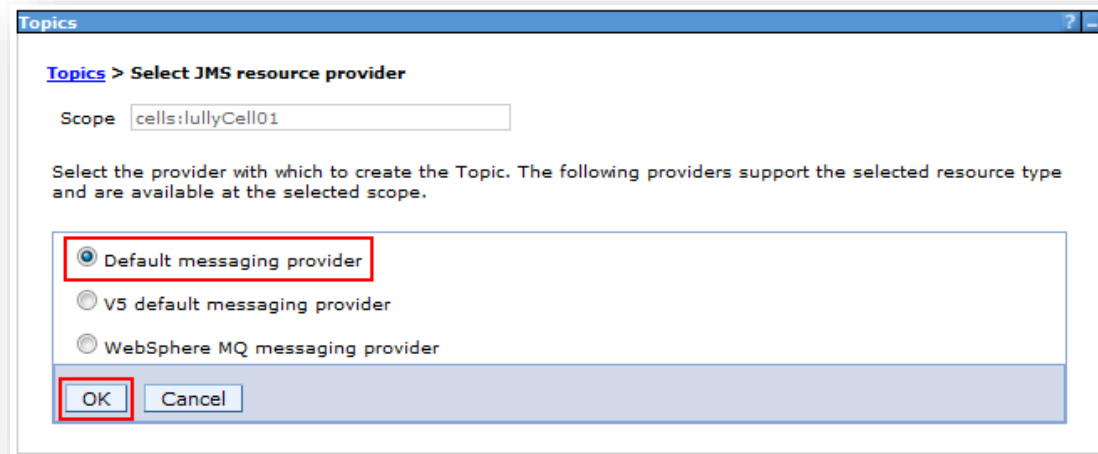 Topics ? –
Topics > Select JMS resource provider
Scope cells:lullyCell01
Select the provider with which to create the Topic. The following providers support the selected resource type
and are available at the selected scope.
Default messaging provider
V5 default messaging provider
WebSphere MQ messaging provider
OK Cancel